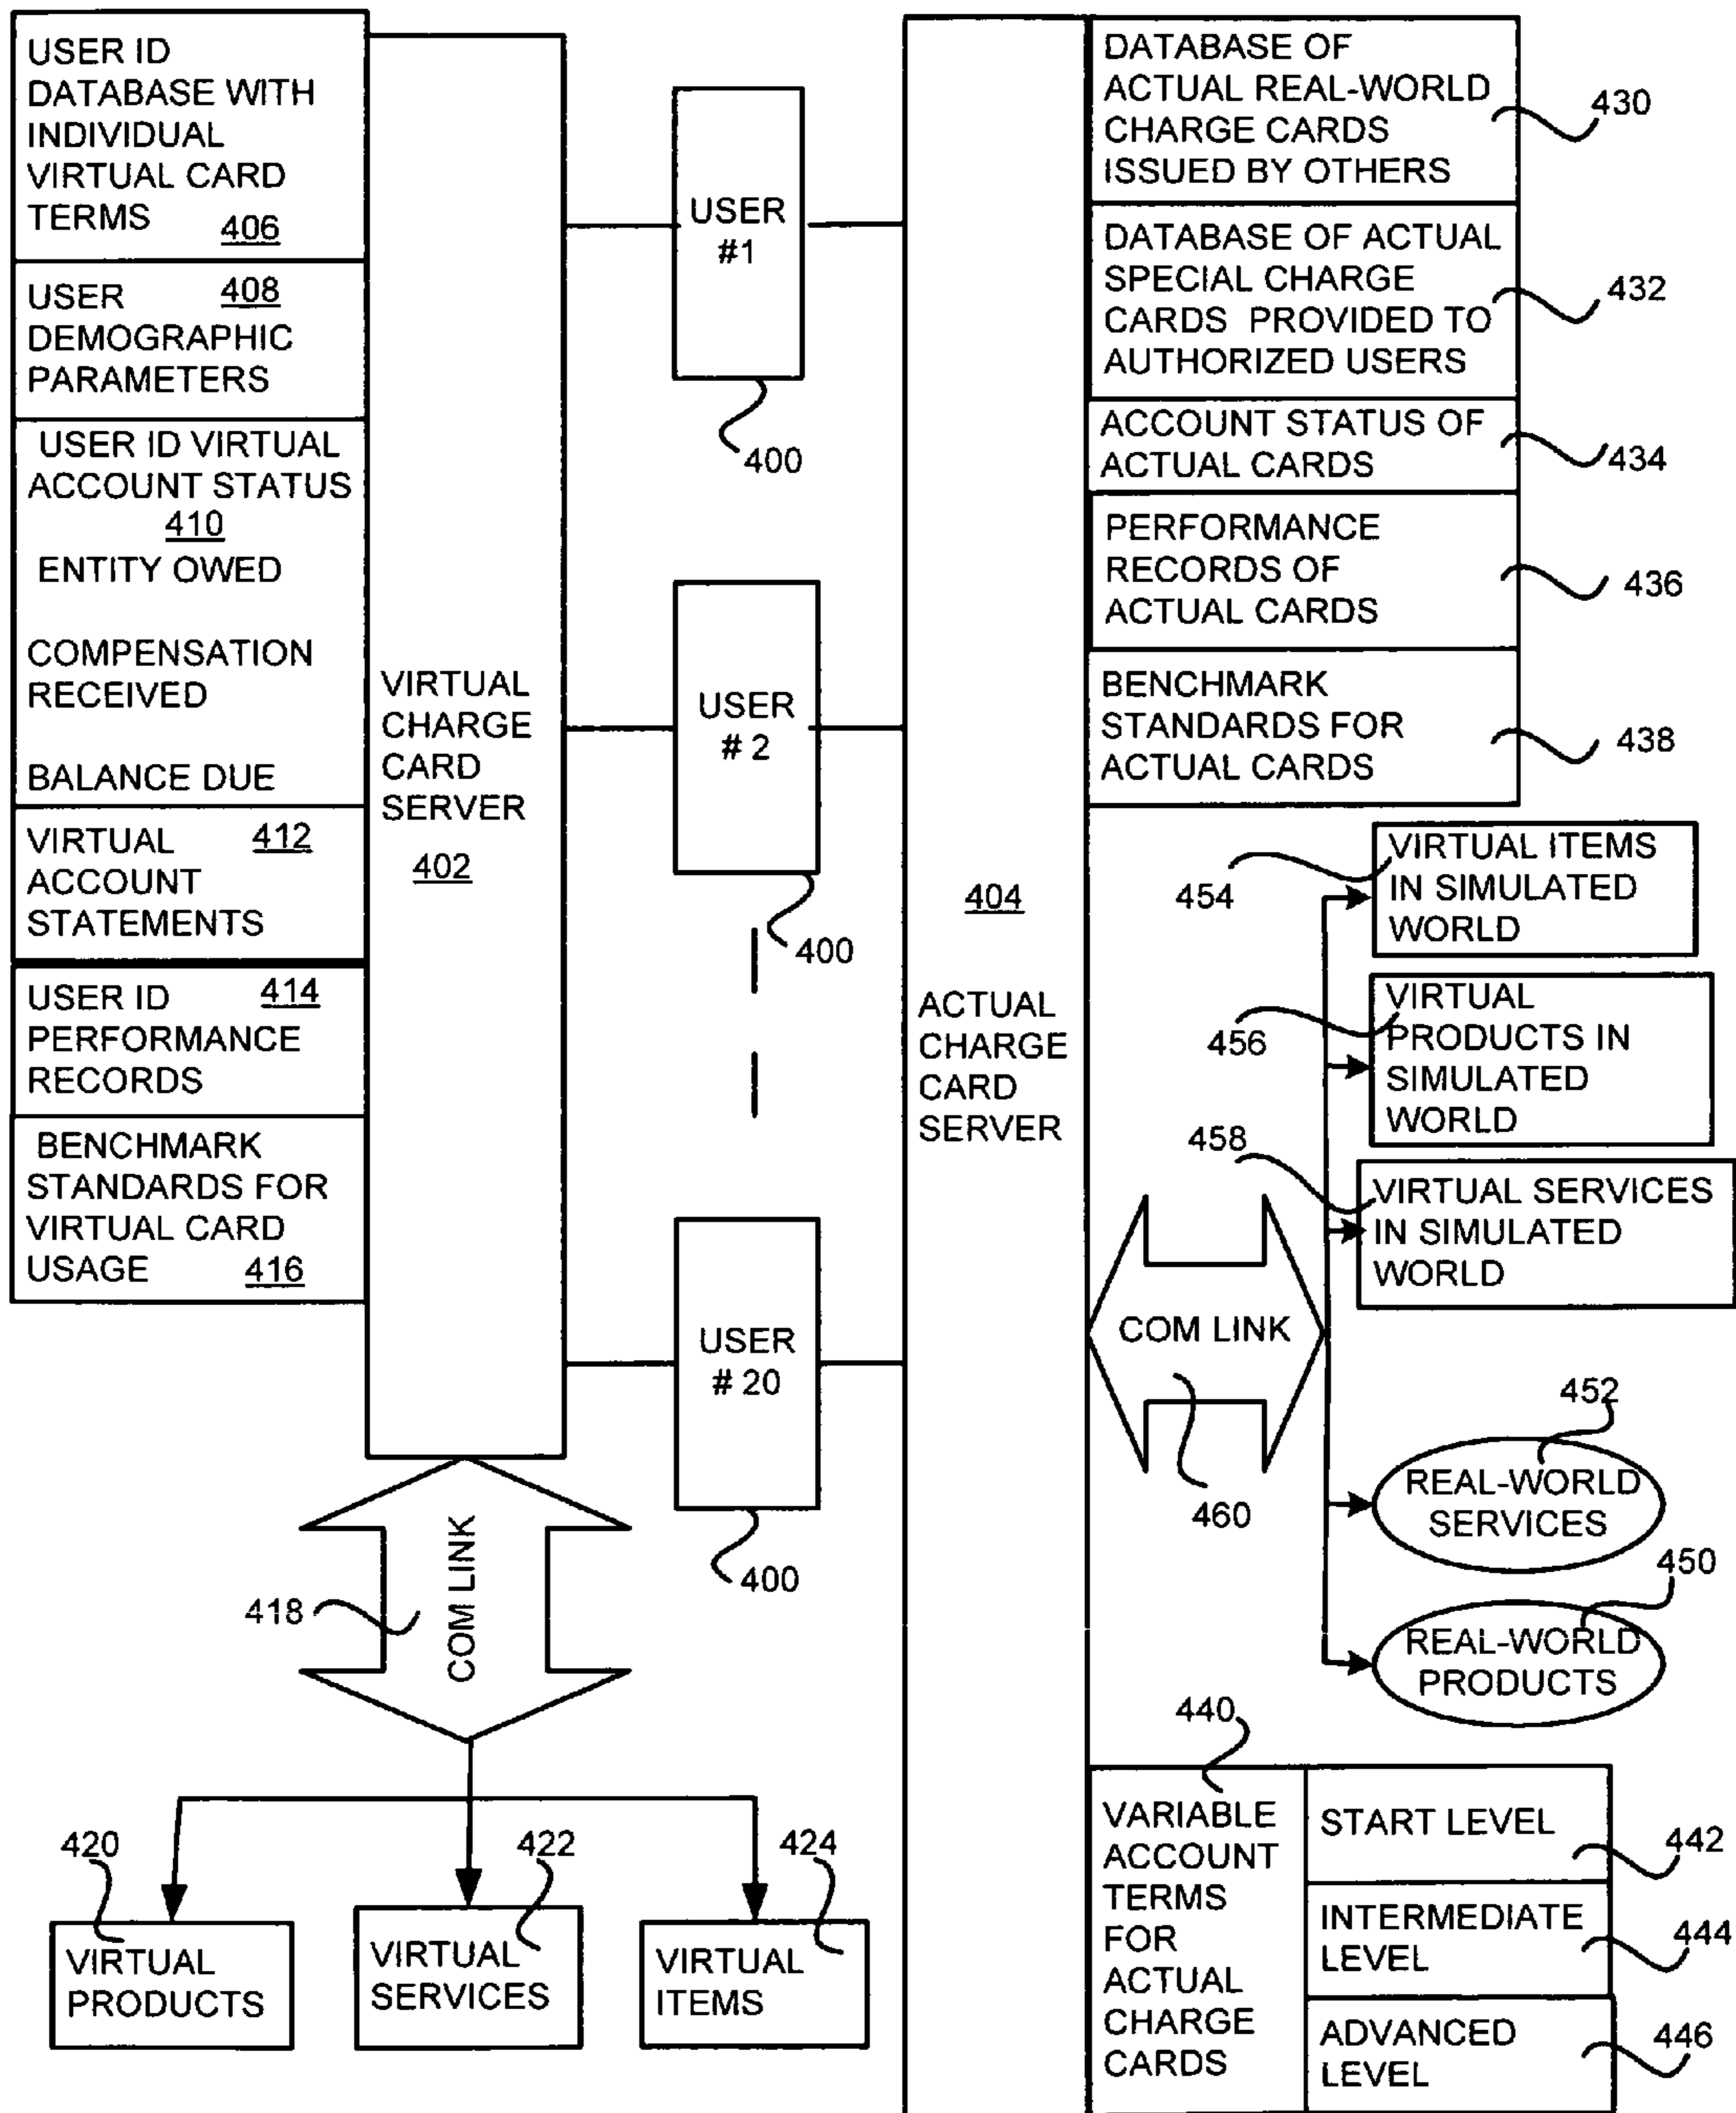 USER ID
DATABASE WITH
INDIVIDUAL
VIRTUAL CARD
TERMS 406
USER 408
DEMOGRAPHIC
PARAMETERS
USER ID VIRTUAL
ACCOUNT STATUS
410
ENTITY OWED
COMPENSATION
RECEIVED
BALANCE DUE
VIRTUAL 412
ACCOUNT
STATEMENTS
USER ID 414
PERFORMANCE
RECORDS
BENCHMARK
STANDARDS FOR
VIRTUAL CARD
USAGE 416
VIRTUAL
CHARGE
CARD
SERVER
402
USER
#1
400
USER
# 2
400
USER
# 20
400
404
ACTUAL
CHARGE
CARD
SERVER
DATABASE OF
ACTUAL REAL-WORLD
CHARGE CARDS
ISSUED BY OTHERS
430
DATABASE OF ACTUAL
SPECIAL CHARGE
CARDS PROVIDED TO
AUTHORIZED USERS
432
ACCOUNT STATUS OF
ACTUAL CARDS
434
PERFORMANCE
RECORDS OF
ACTUAL CARDS
436
BENCHMARK
STANDARDS FOR
ACTUAL CARDS
438
VIRTUAL ITEMS
IN SIMULATED
WORLD
454
VIRTUAL
PRODUCTS IN
SIMULATED
WORLD
456
458
VIRTUAL SERVICES
IN SIMULATED
WORLD
COM LINK
460
452
REAL-WORLD
SERVICES
450
REAL-WORLD
PRODUCTS
440
VARIABLE
ACCOUNT
TERMS
FOR
ACTUAL
CHARGE
CARDS
START LEVEL
442
INTERMEDIATE
LEVEL
444
ADVANCED
LEVEL
446
COM LINK
418
420
VIRTUAL
PRODUCTS
422
VIRTUAL
SERVICES
424
VIRTUAL
ITEMS